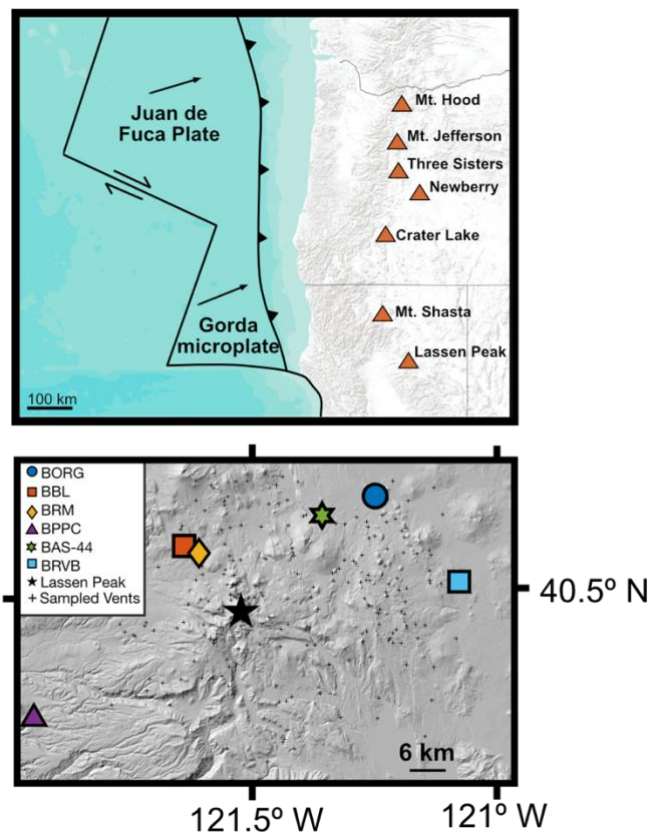 Juan de
Fuca Plate
Mt. Hood
Mt. Jefferson
Three Sisters
Newberry
Crater Lake
Gorda
microplate
Mt. Shasta
Lassen Peak
100 km
BORG
BBL
BRM
BPPC
BAS-44
BRVB
Lassen Peak
Sampled Vents
40.5º N
6 km
121.5º W
121º W